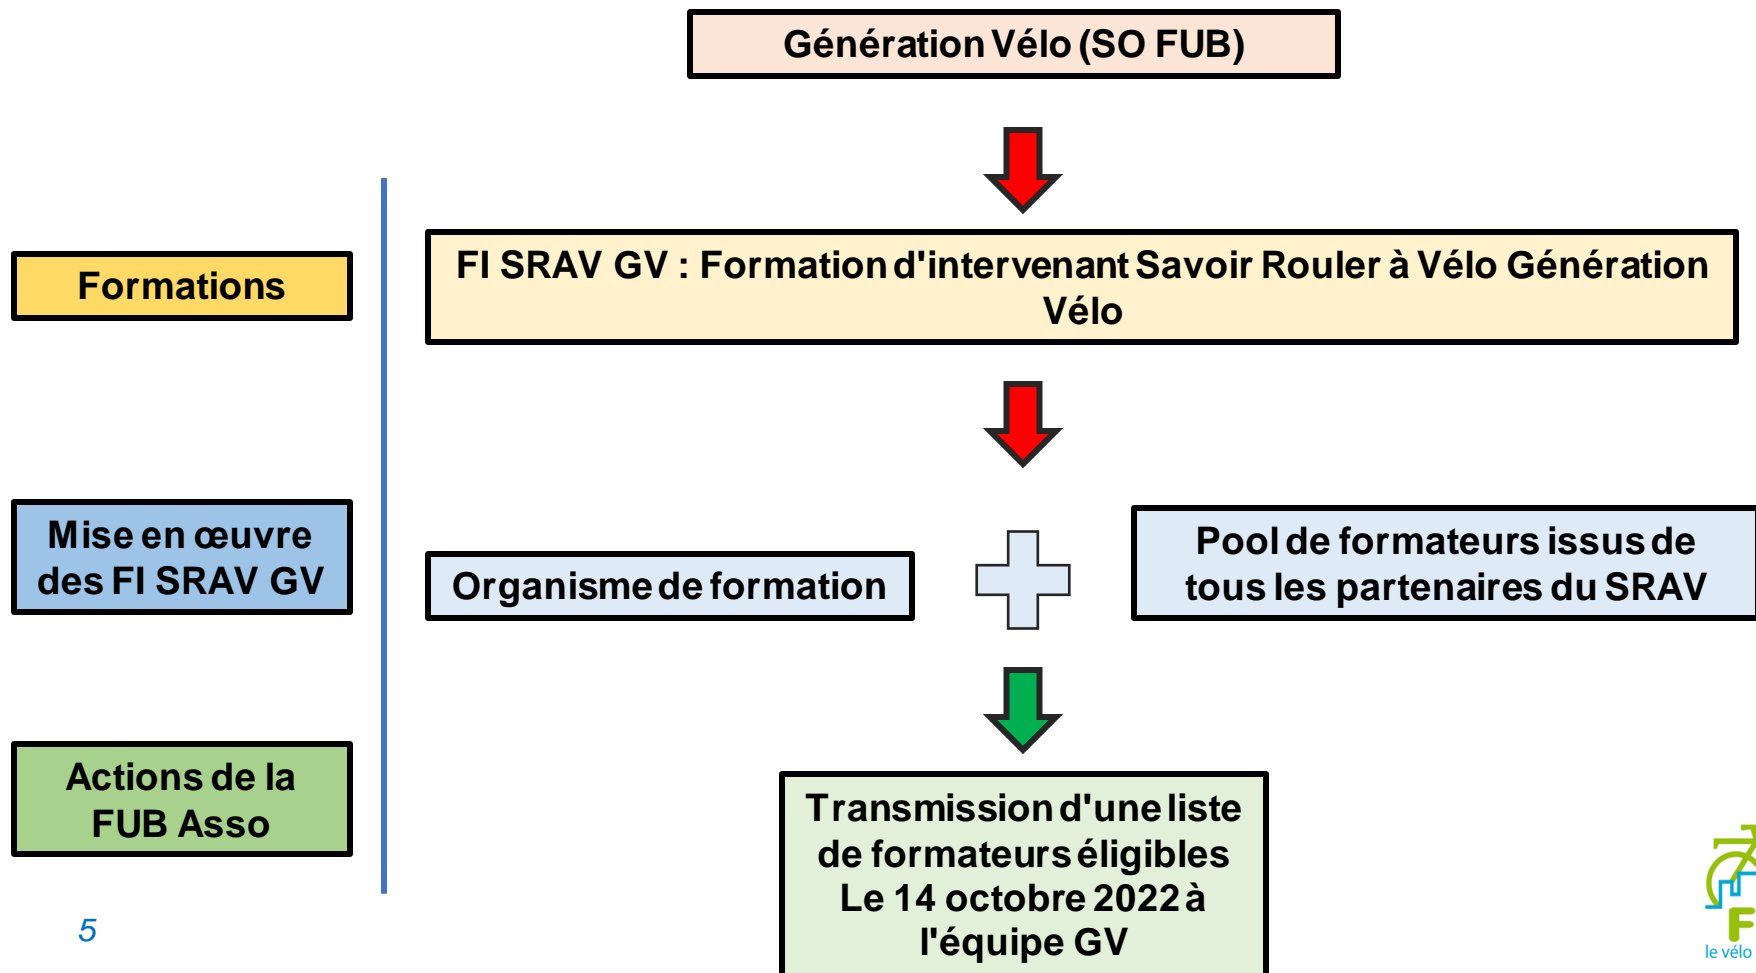 Génération Vélo (SO FUB)
Formations
FI SRAV GV : Formation d'intervenant Savoir Rouler à Vélo Génération
Vélo
Mise en œuvre
des FI SRAV GV
Organisme de formation
Pool de formateurs issus de
tous les partenaires du SRAV
Actions de la
FUB Asso
Transmission d'une liste
de formateurs éligibles
Le 14 octobre 2022 à
l'équipe GV
5
F
le vélo